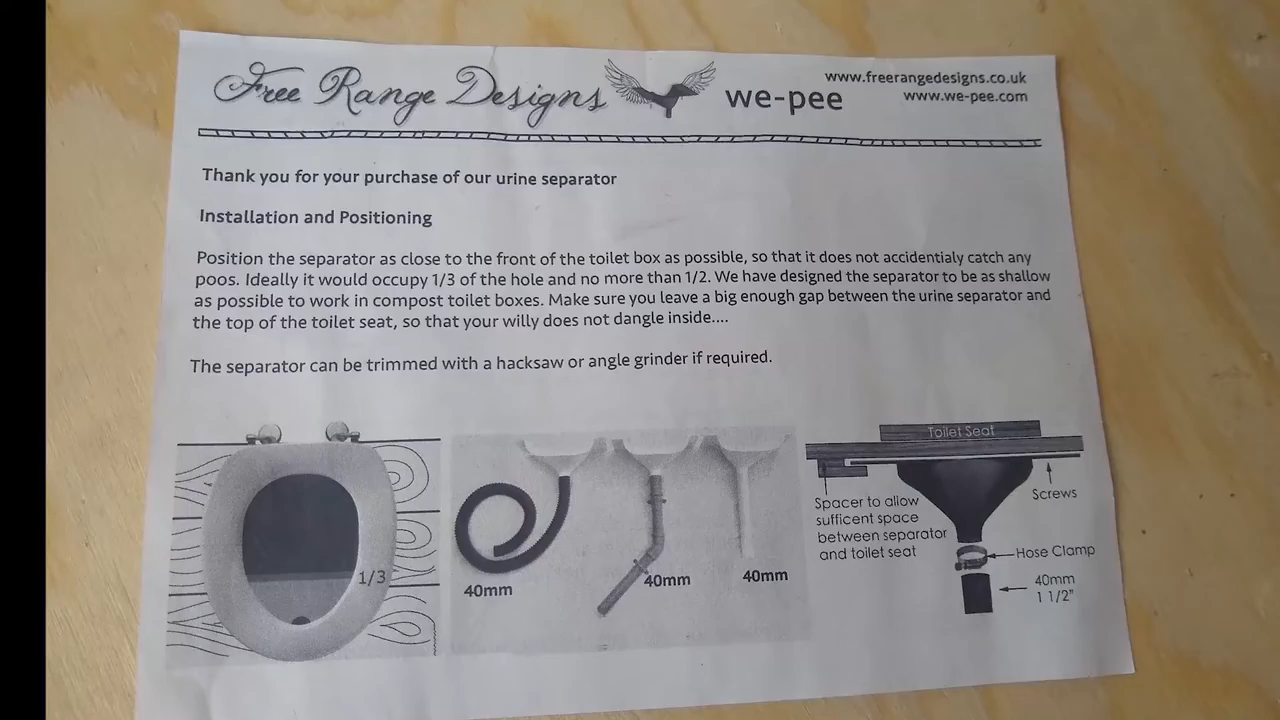 Free Range Designs
we-pee
www.freerangedesigns.co.uk
www.we-pee.com
Thank you for your purchase of our urine separator
Installation and Positioning
Position the separator as close to the front of the toilet box as possible, so that it does not accidentialy catch any
poos. Ideally it would occupy 1/3 of the hole and no more than 1/2. We have designed the separator to be as shallow
as possible to work in compost toilet boxes. Make sure you leave a big enough gap between the urine separator and
the top of the toilet seat, so that your willy does not dangle inside....
The separator can be trimmed with a hacksaw or angle grinder if required.
1/3
40mm
40mm
40mm
Toilet Seat
Screws
Spacer to allow
sufficent space
between separator
and toilet seat
Hose Clamp
40mm
1 1/2"